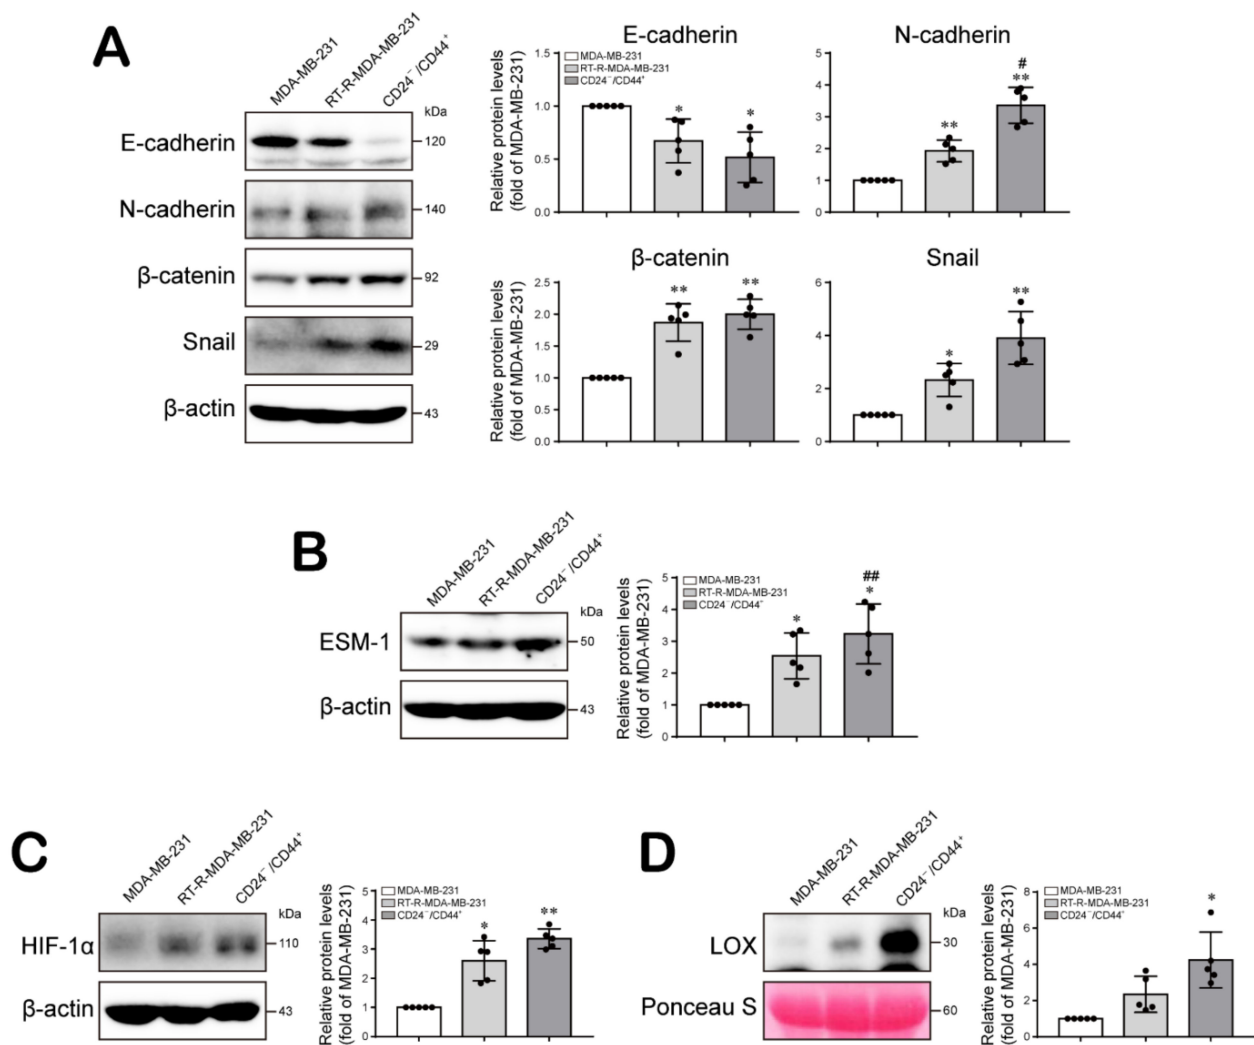 A
MDA-MB-231
RT-R-MDA-MB-231
CD24⁻/CD44⁺
kDa
E-cadherin
120
N-cadherin
140
β-catenin
92
Snail
29
β-actin
43
E-cadherin
Relative protein levels
(fold of MDA-MB-231)
1.5
1.0
0.5
0.0
MDA-MB-231
RT-R-MDA-MB-231
CD24⁻/CD44⁺
*
*
N-cadherin
5
4
3
2
1
0
**
#
**
β-catenin
Relative protein levels
(fold of MDA-MB-231)
2.5
2.0
1.5
1.0
0.5
0.0
**
**
Snail
6
4
2
0
*
**
B
MDA-MB-231
RT-R-MDA-MB-231
CD24⁻/CD44⁺
kDa
ESM-1
50
β-actin
43
Relative protein levels
(fold of MDA-MB-231)
5
4
3
2
1
0
MDA-MB-231
RT-R-MDA-MB-231
CD24⁻/CD44⁻
*
##
*
C
MDA-MB-231
RT-R-MDA-MB-231
CD24⁻/CD44⁺
kDa
HIF-1α
110
β-actin
43
Relative protein levels
(fold of MDA-MB-231)
5
4
3
2
1
0
MDA-MB-231
RT-R-MDA-MB-231
CD24⁻/CD44⁺
*
**
D
MDA-MB-231
RT-R-MDA-MB-231
CD24⁻/CD44⁺
kDa
LOX
30
Ponceau S
60
Relative protein levels
(fold of MDA-MB-231)
8
6
4
2
0
MDA-MB-231
RT-R-MDA-MB-231
CD24⁻/CD44⁺
*